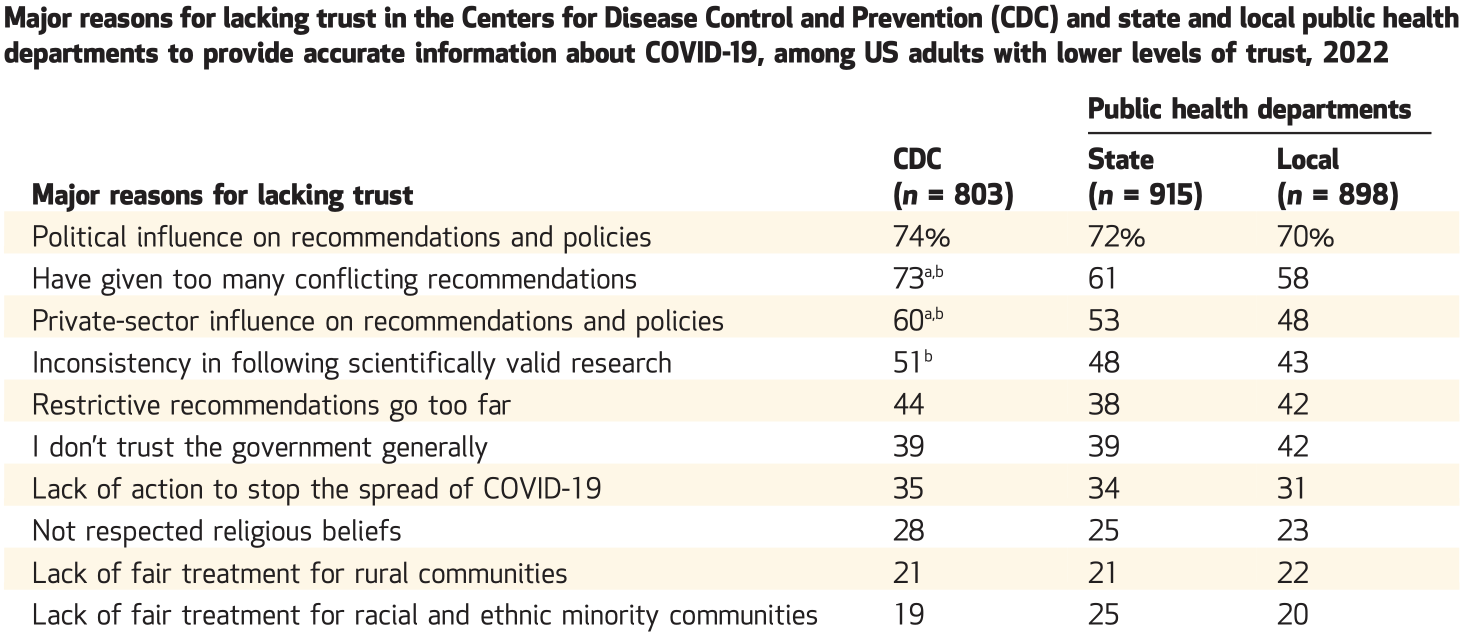 Major reasons for lacking trust in the Centers for Disease Control and Prevention (CDC) and state and local public health
departments to provide accurate information about COVID-19, among US adults with lower levels of trust, 2022
Public health departments
CDC State Local
Major reasons for lacking trust (n = 803) (n = 915) (n = 898)
Political influence on recommendations and policies 74% 72% 70%
Have given too many conflicting recommendations 73a,b 61 58
Private-sector influence on recommendations and policies 60a,b 53 48
Inconsistency in following scientifically valid research 51b 48 43
Restrictive recommendations go too far 44 38 42
I don't trust the government generally 39 39 42
Lack of action to stop the spread of COVID-19 35 34 31
Not respected religious beliefs 28 25 23
Lack of fair treatment for rural communities 21 21 22
Lack of fair treatment for racial and ethnic minority communities 19 25 20